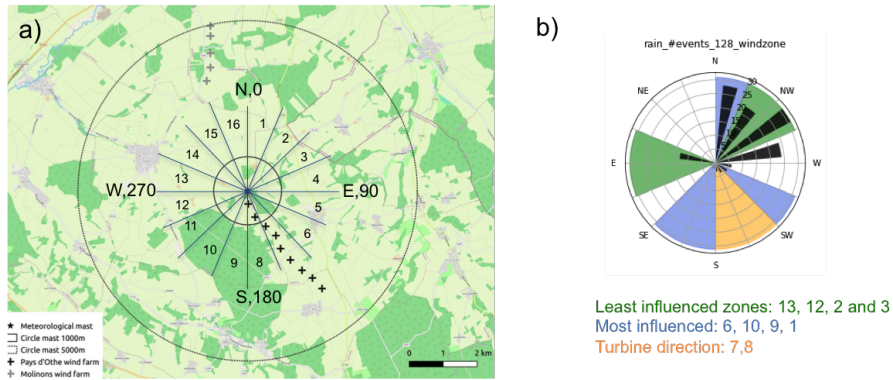 a)
N,0
16
1
15
2
14
3
13
4
W,270
E,90
12
5
11
6
10
9
8
S,180
Meteorological mast
Circle mast 1000m
Circle mast 5000m
Pays d'Othe wind farm
Molinons wind farm
0 1 2 km
b)
rain_#events_128_windzone
N
NE
NW
30
25
20
15
E
W
SE
SW
S
Least influenced zones: 13, 12, 2 and 3
Most influenced: 6, 10, 9, 1
Turbine direction: 7,8